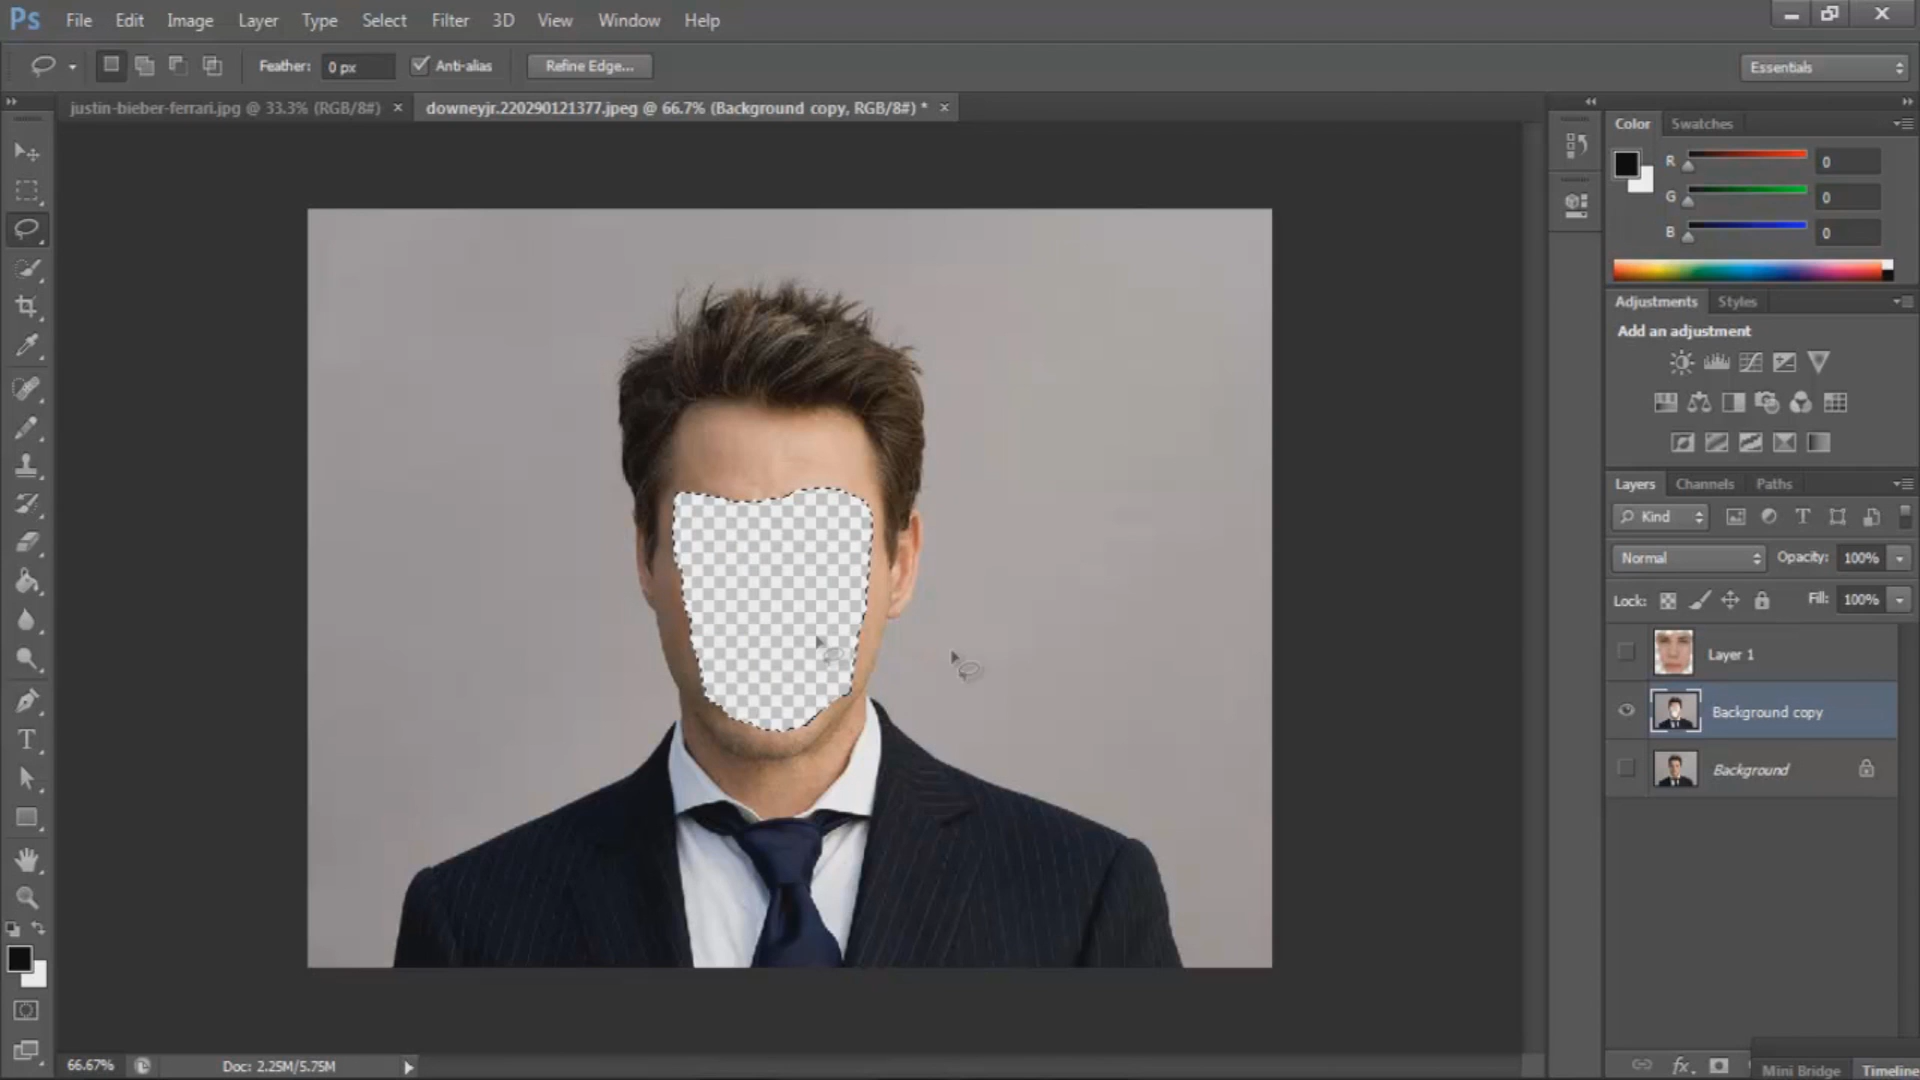 Ps File Edit Image Layer Type Select Filter 3D View Window Help
Feather: 0 px Anti-alias Refine Edge... Essentials
justin-bieber-ferrari.jpg @ 33.3% (RGB/8#) × downeyjr.220290121377.jpeg @ 66.7% (Background copy, RGB/8#) * ×
Color Swatches
R 0
G 0
B 0
Adjustments Styles
Add an adjustment
Layers Channels Paths
Kind
Normal Opacity: 100%
Lock: Fill: 100%
Layer 1
Background copy
Background
66.67% Doc: 2.25M/5.75M
fx.
Mini Bridge Timeline